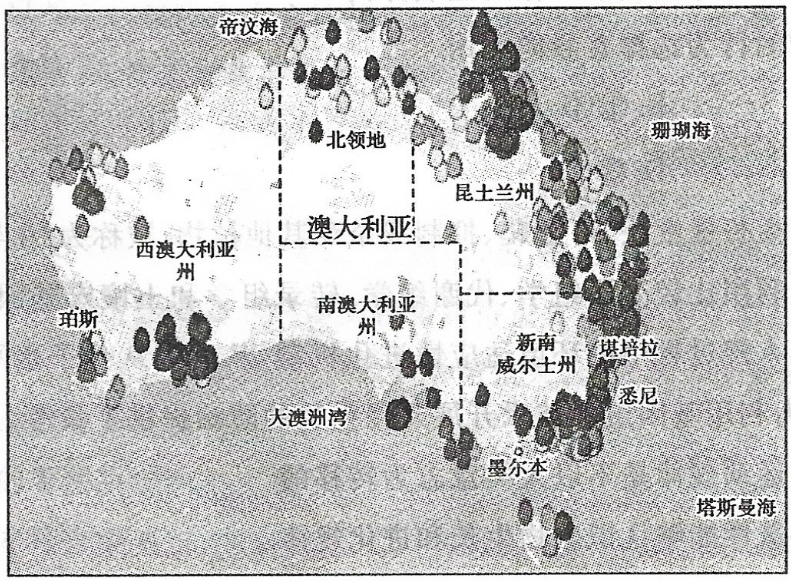 帝汶海
珊瑚海
北领地
昆士兰州
澳大利亚
西澳大利亚
州
南澳大利亚
州
珀斯
新南
威尔士州
堪培拉
悉尼
大澳洲湾
墨尔本
塔斯曼海